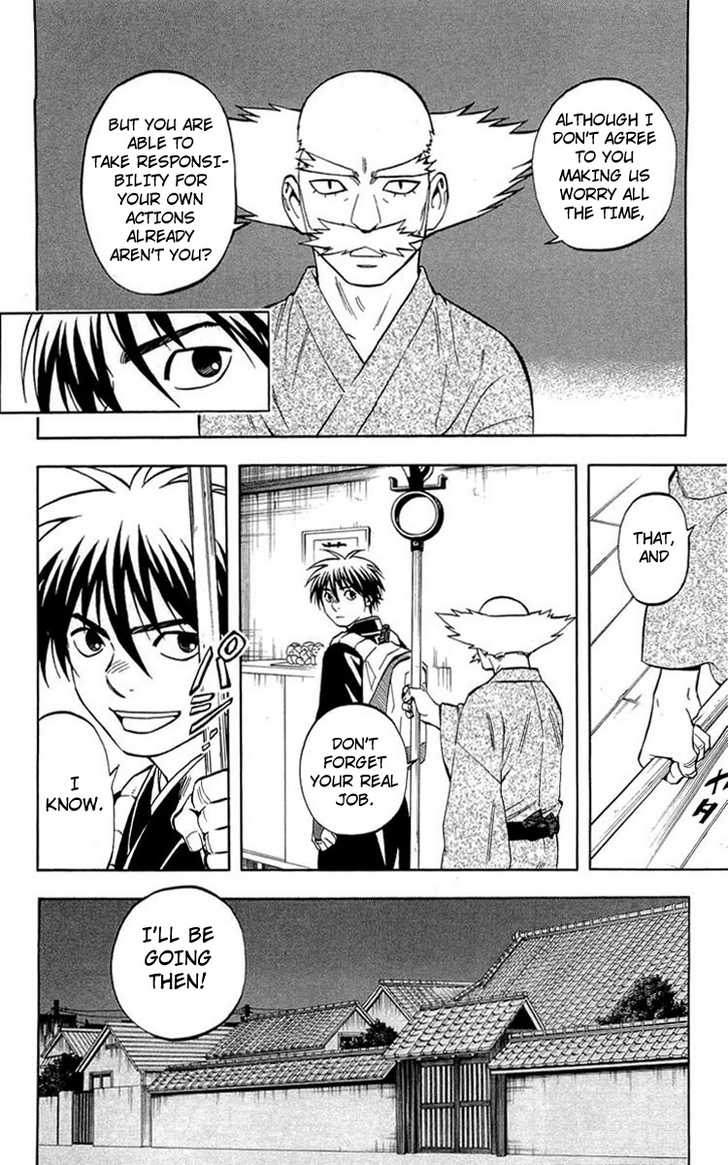 ALTHOUGH I
DON'T AGREE
TO YOU
MAKING US
WORRY ALL
THE TIME,
BUT YOU ARE
ABLE TO
TAKE RESPONSI-
BILITY FOR
YOUR OWN
ACTIONS
ALREADY
AREN'T YOU?
THAT,
AND
DON'T
FORGET
YOUR REAL
JOB.
パシ
I
KNOW.
I'LL BE
GOING
THEN!